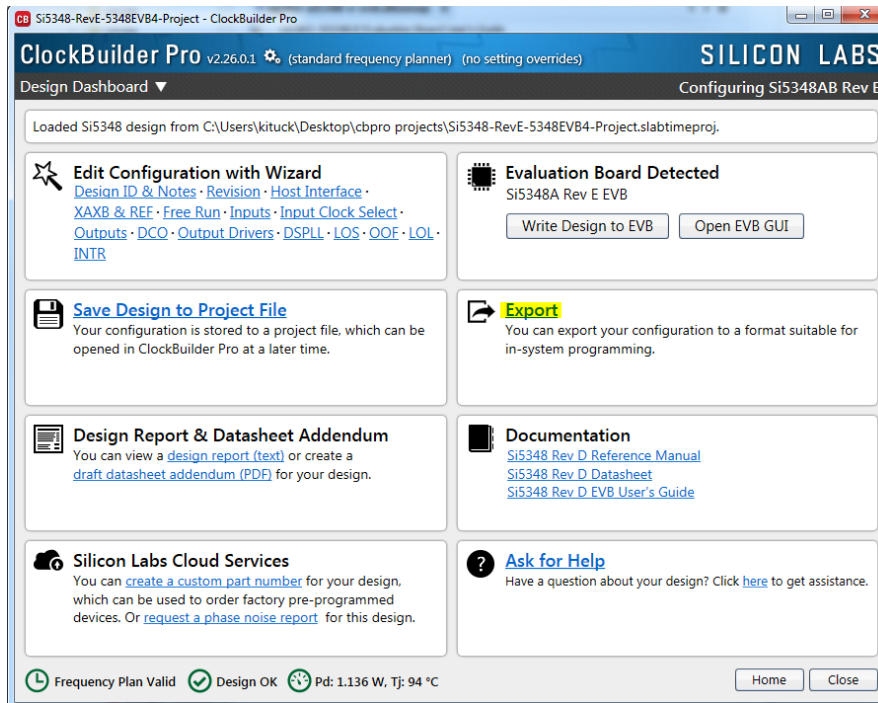 Si5348-RevE-5348EVB4-Project - ClockBuilder Pro
ClockBuilder Pro v2.26.0.1 (standard frequency planner) (no setting overrides) SILICON LABS
Design Dashboard ▼ Configuring Si5348AB Rev E
Loaded Si5348 design from C:\Users\kituck\Desktop\cbpro projects\Si5348-RevE-5348EVB4-Project.slabtimeproj.
Edit Configuration with Wizard
Design ID & Notes · Revision · Host Interface ·
XAXB & REF · Free Run · Inputs · Input Clock Select ·
Outputs · DCO · Output Drivers · DSPLL · LOS · OOF · LOL ·
INTR
Evaluation Board Detected
Si5348A Rev E EVB
Write Design to EVB Open EVB GUI
Save Design to Project File
Your configuration is stored to a project file, which can be
opened in ClockBuilder Pro at a later time.
Export
You can export your configuration to a format suitable for
in-system programming.
Design Report & Datasheet Addendum
You can view a design report (text) or create a
draft datasheet addendum (PDF) for your design.
Documentation
Si5348 Rev D Reference Manual
Si5348 Rev D Datasheet
Si5348 Rev D EVB User's Guide
Silicon Labs Cloud Services
You can create a custom part number for your design,
which can be used to order factory pre-programmed
devices. Or request a phase noise report for this design.
Ask for Help
Have a question about your design? Click here to get assistance.
Frequency Plan Valid Design OK Pd: 1.136 W, Tj: 94 °C Home Close